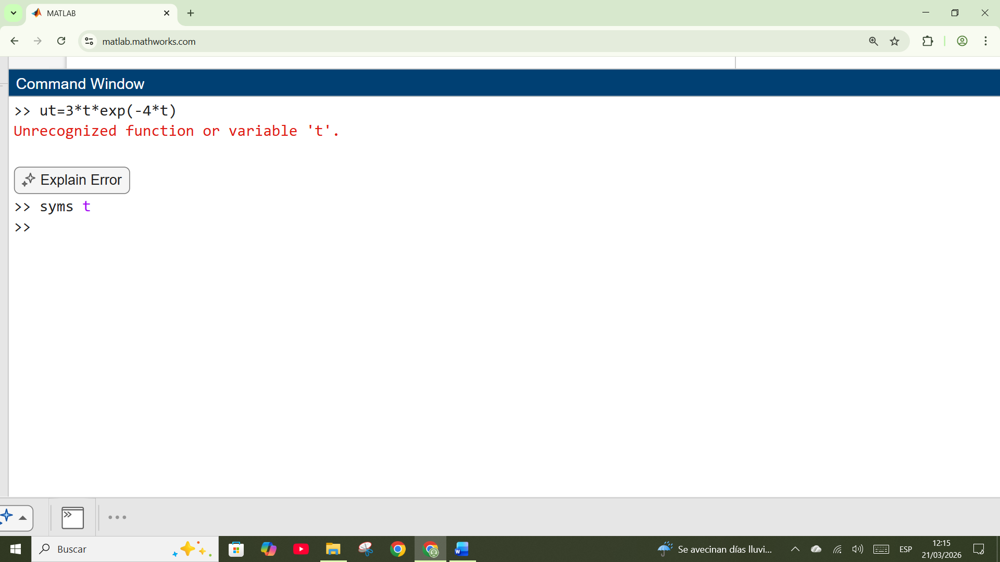 MATLAB
matlab.mathworks.com
Command Window
>> ut=3*t*exp(-4*t)
Unrecognized function or variable 't'.
Explain Error
>> syms t
>>
Buscar
Se avecinan días lluvi...
ESP
12:15
21/03/2026